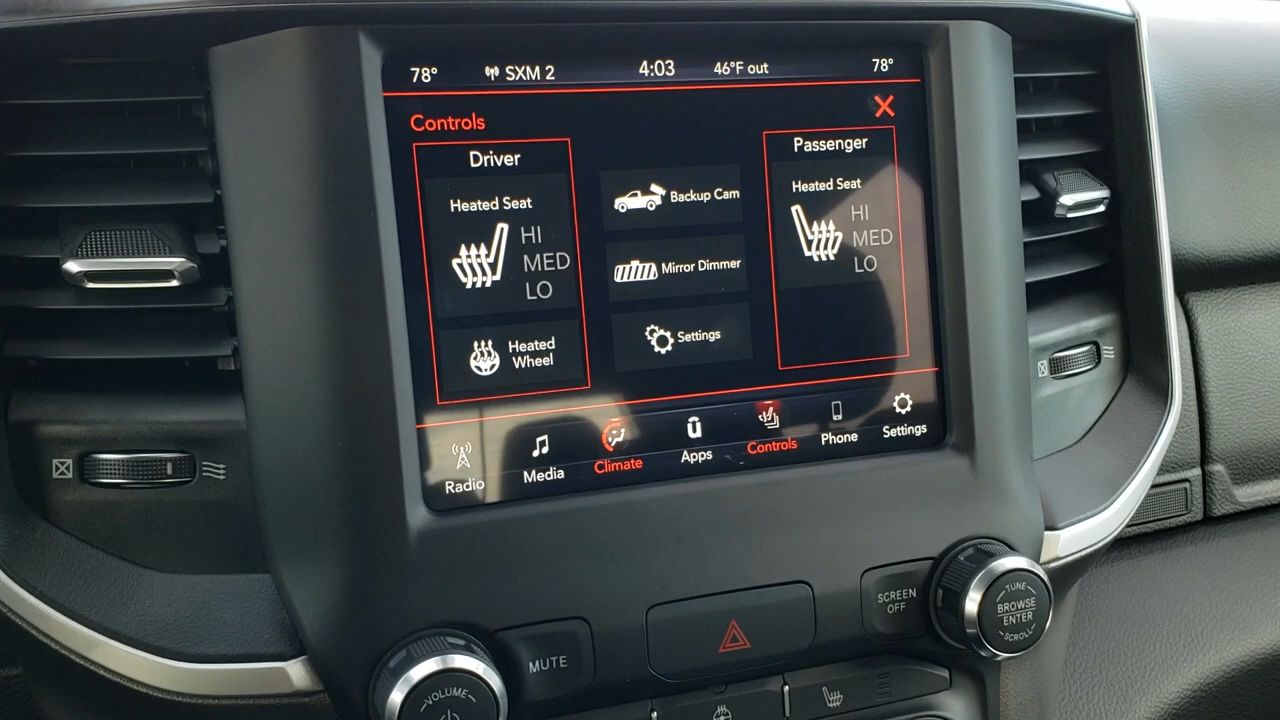 78° SXM 2 4:03 46°F out 78°
Controls
Driver
Heated Seat
HI
MED
LO
Heated
Wheel
Backup Cam
Mirror Dimmer
Settings
Passenger
Heated Seat
HI
MED
LO
Radio Media Climate Apps Controls Phone Settings
SCREEN
OFF
TUNE
BROWSE
ENTER
SCROLL
MUTE
VOLUME